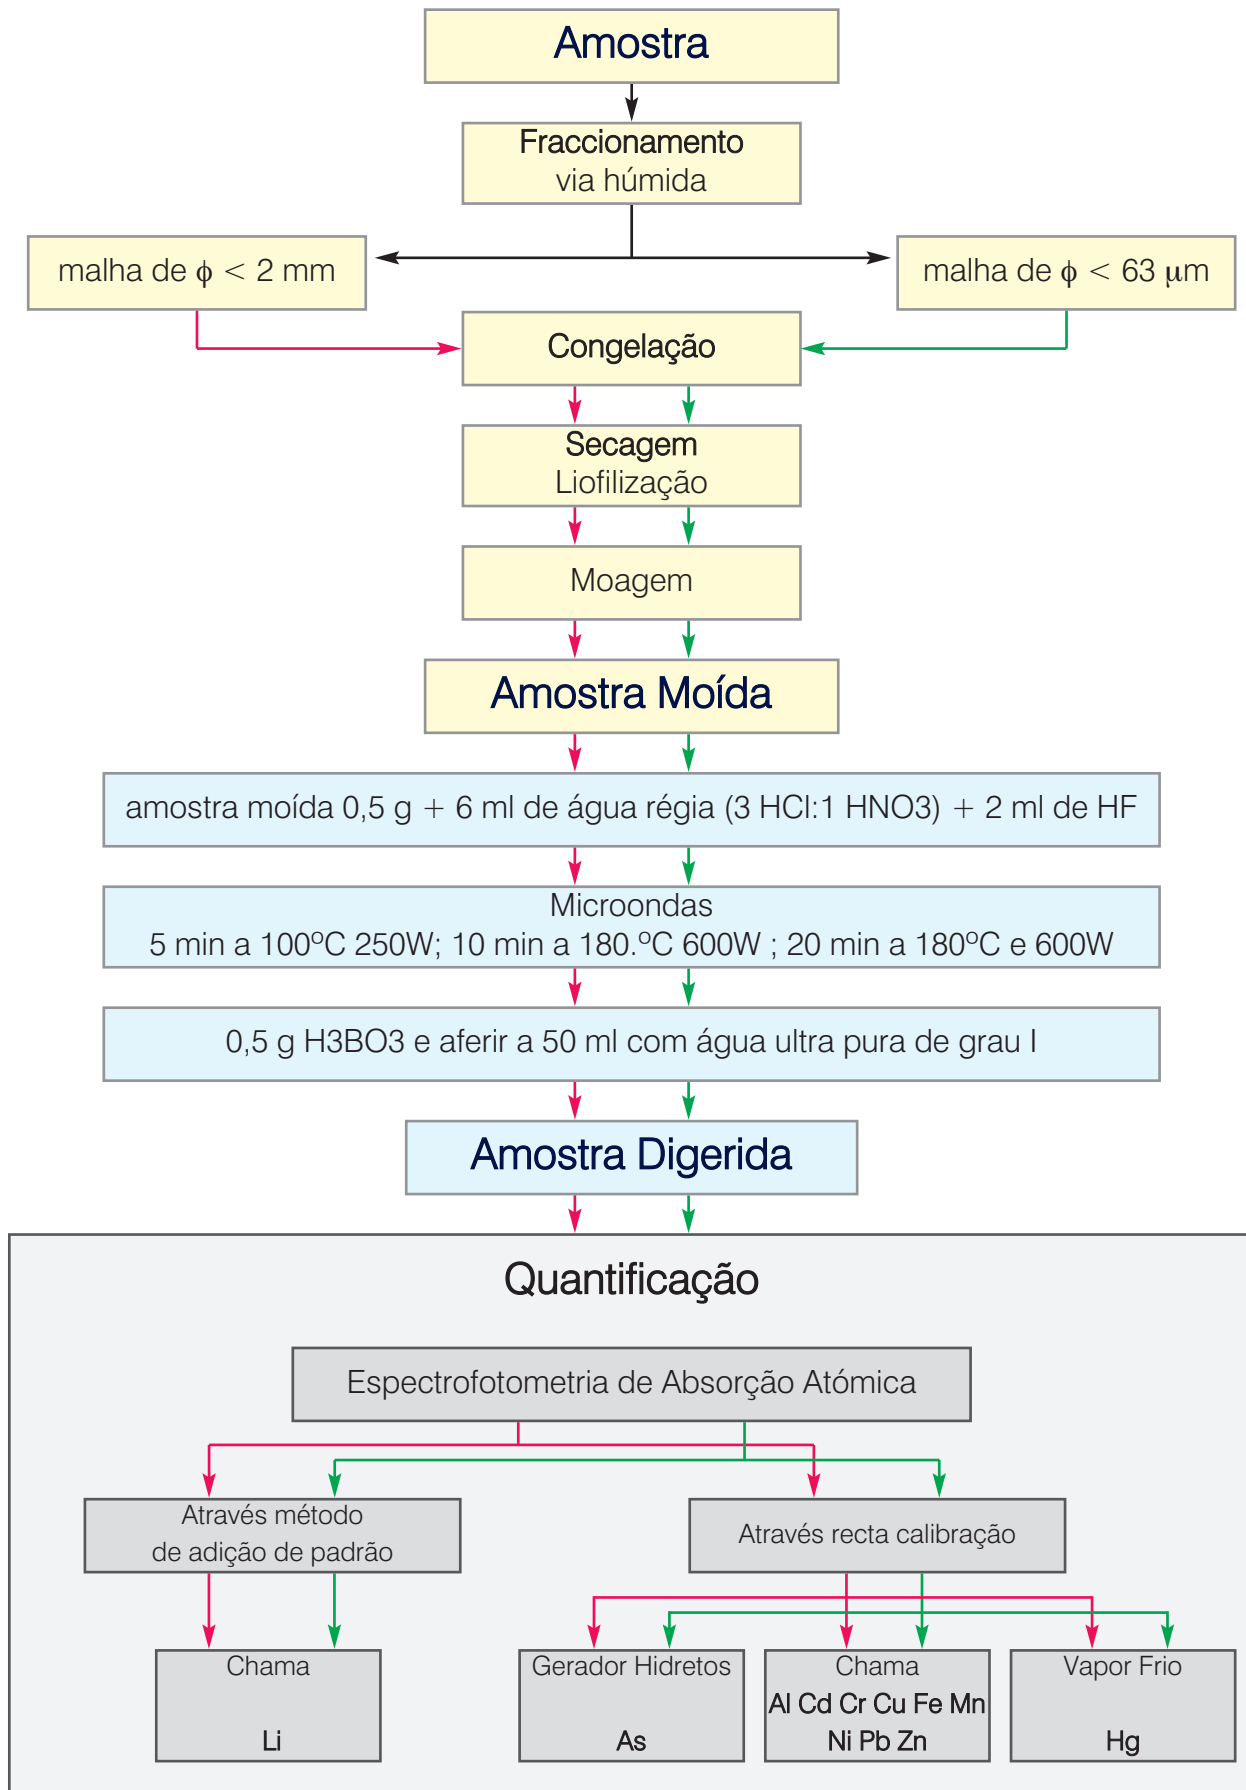 Amostra
Fraccionamento
via húmida
malha de ϕ < 2 mm
malha de ϕ < 63 µm
Congelação
Secagem
Liofilização
Moagem
Amostra Moída
amostra moída 0,5 g + 6 ml de água régia (3 HCl:1 HNO3) + 2 ml de HF
Microondas
5 min a 100ºC 250W; 10 min a 180.ºC 600W ; 20 min a 180ºC e 600W
0,5 g H3BO3 e aferir a 50 ml com água ultra pura de grau I
Amostra Digerida
Quantificação
Espectrofotometria de Absorção Atómica
Através método
de adição de padrão
Através recta calibração
Chama
Li
Gerador Hidretos
As
Chama
Al Cd Cr Cu Fe Mn
Ni Pb Zn
Vapor Frio
Hg